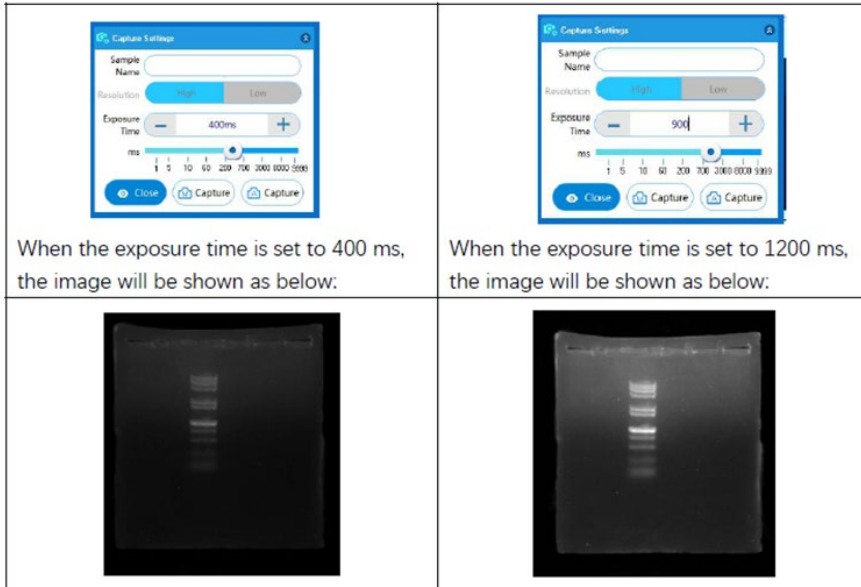 Capture Settings
Sample
Name
Resolution High Low
Exposure
Time − 400ms +
ms
1 5 10 60 200 700 3000 8000 9999
Close Capture Capture
When the exposure time is set to 400 ms,
the image will be shown as below:
Capture Settings
Sample
Name
Resolution High Low
Exposure
Time − 900 +
ms
1 5 10 60 200 700 3000 8000 9999
Close Capture Capture
When the exposure time is set to 1200 ms,
the image will be shown as below: